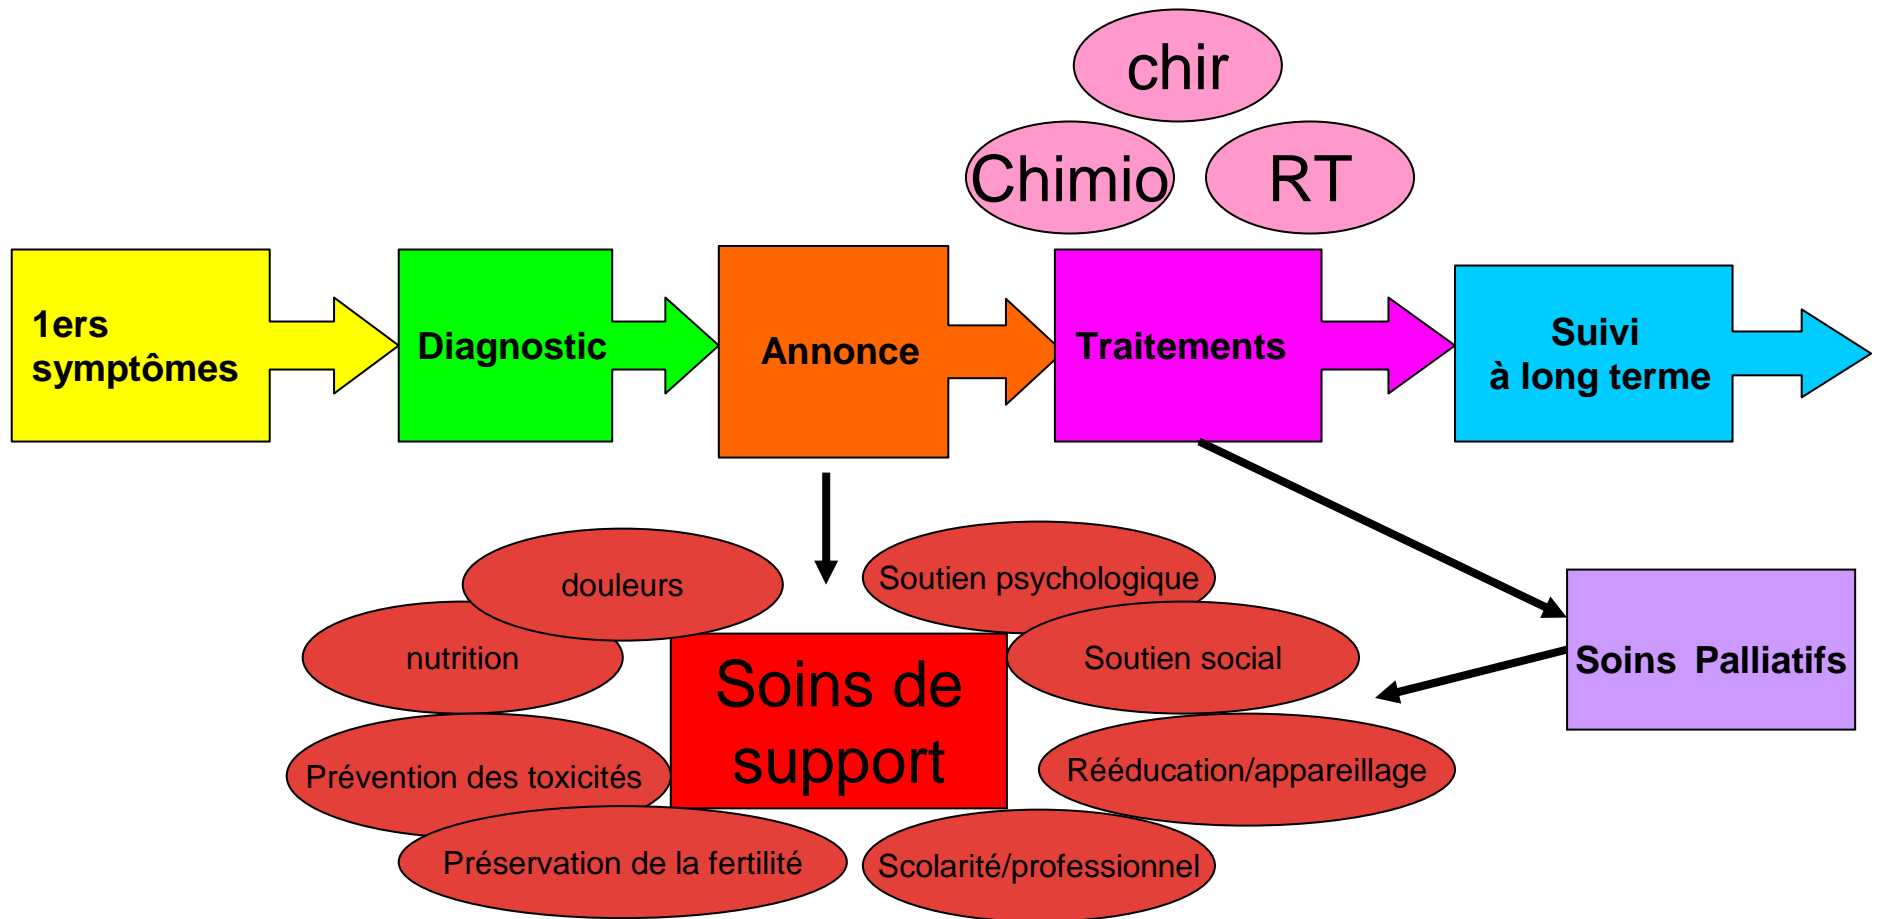 chir
Chimio
RT
1ers
symptômes
Diagnostic
Annonce
Traitements
Suivi
à long terme
douleurs
Soutien psychologique
nutrition
Soutien social
Soins de
support
Soins Palliatifs
Prévention des toxicités
Rééducation/appareillage
Préservation de la fertilité
Scolarité/professionnel